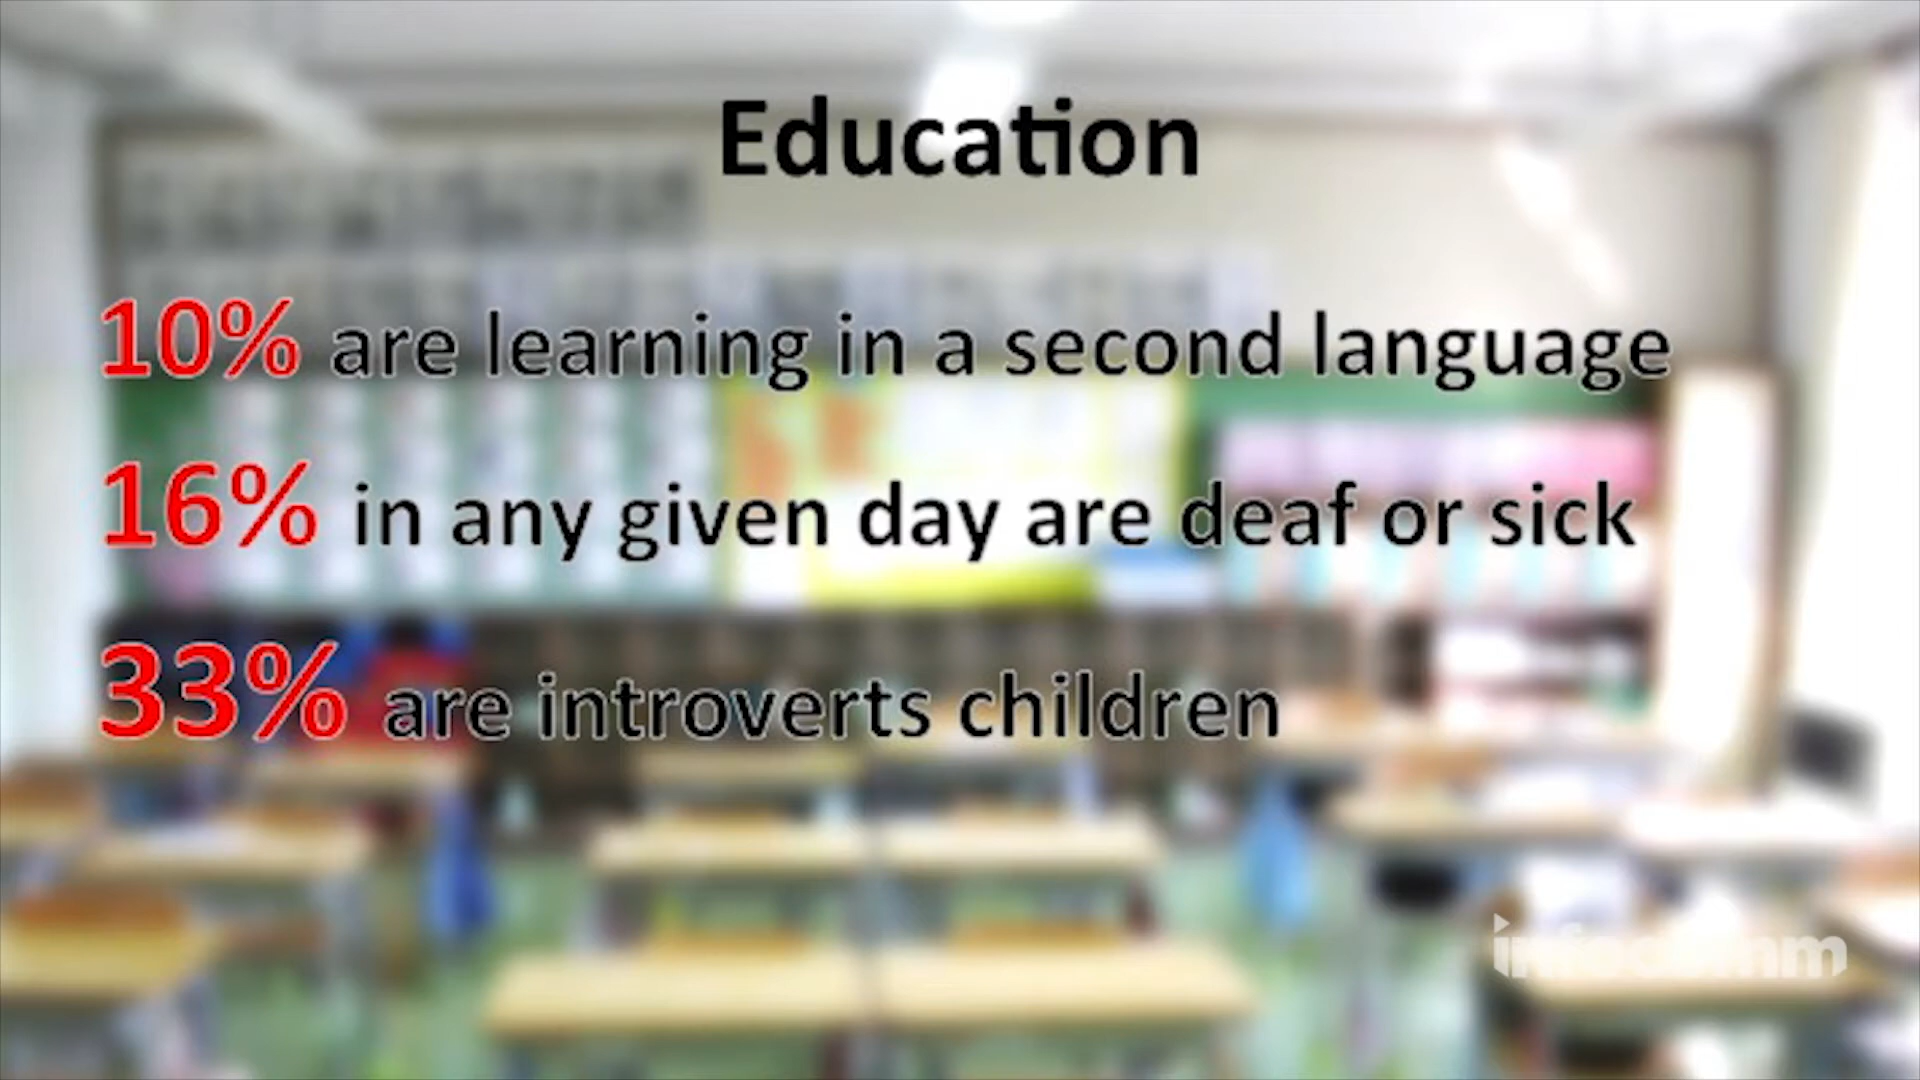 Education
10% are learning in a second language
16% in any given day are deaf or sick
33% are introverts children
infocomm